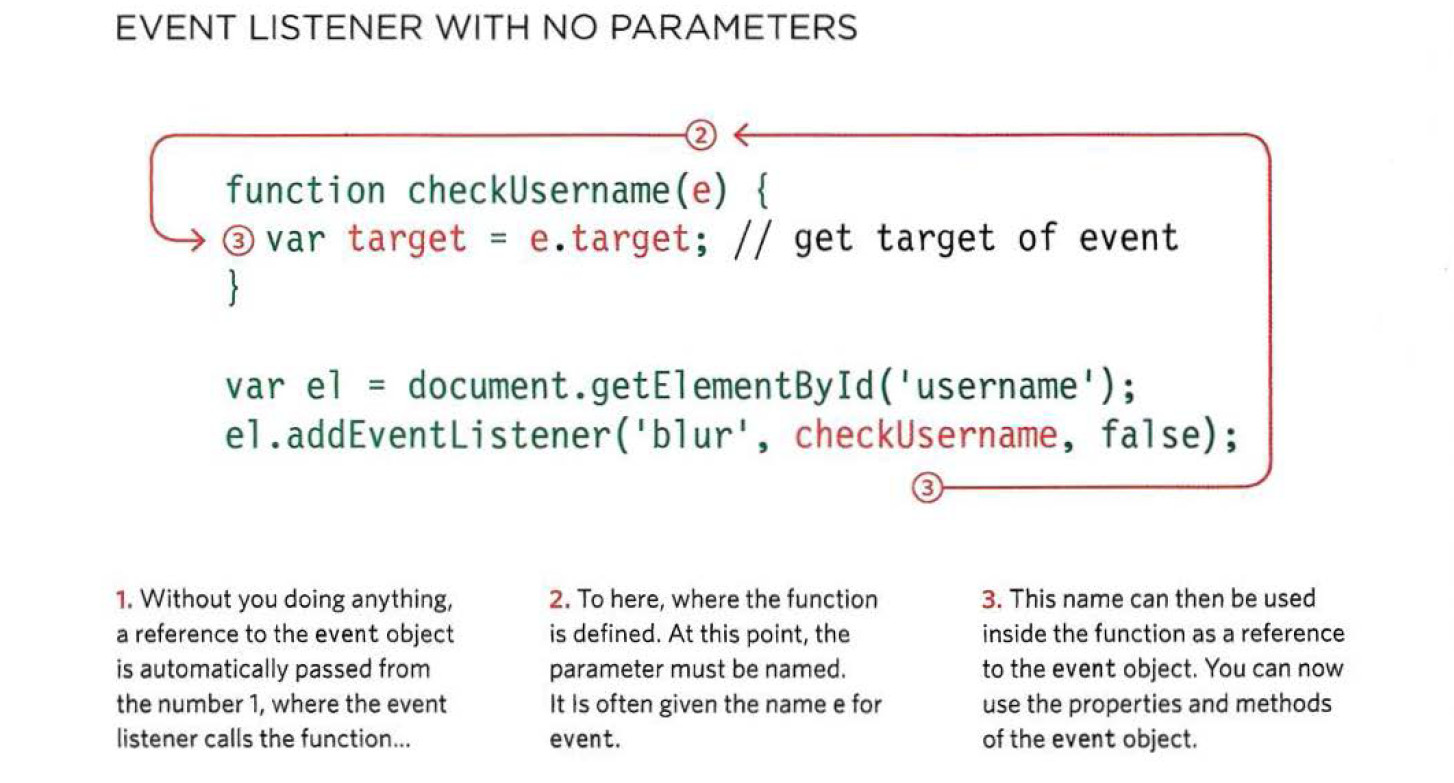 EVENT LISTENER WITH NO PARAMETERS
2
function checkUsername(e) {
3 var target = e.target; // get target of event
}
var el = document.getElementById('username');
el.addEventListener('blur', checkUsername, false);
3
1. Without you doing anything,
a reference to the event object
is automatically passed from
the number 1, where the event
listener calls the function...
2. To here, where the function
is defined. At this point, the
parameter must be named.
It Is often given the name e for
event.
3. This name can then be used
inside the function as a reference
to the event object. You can now
use the properties and methods
of the event object.